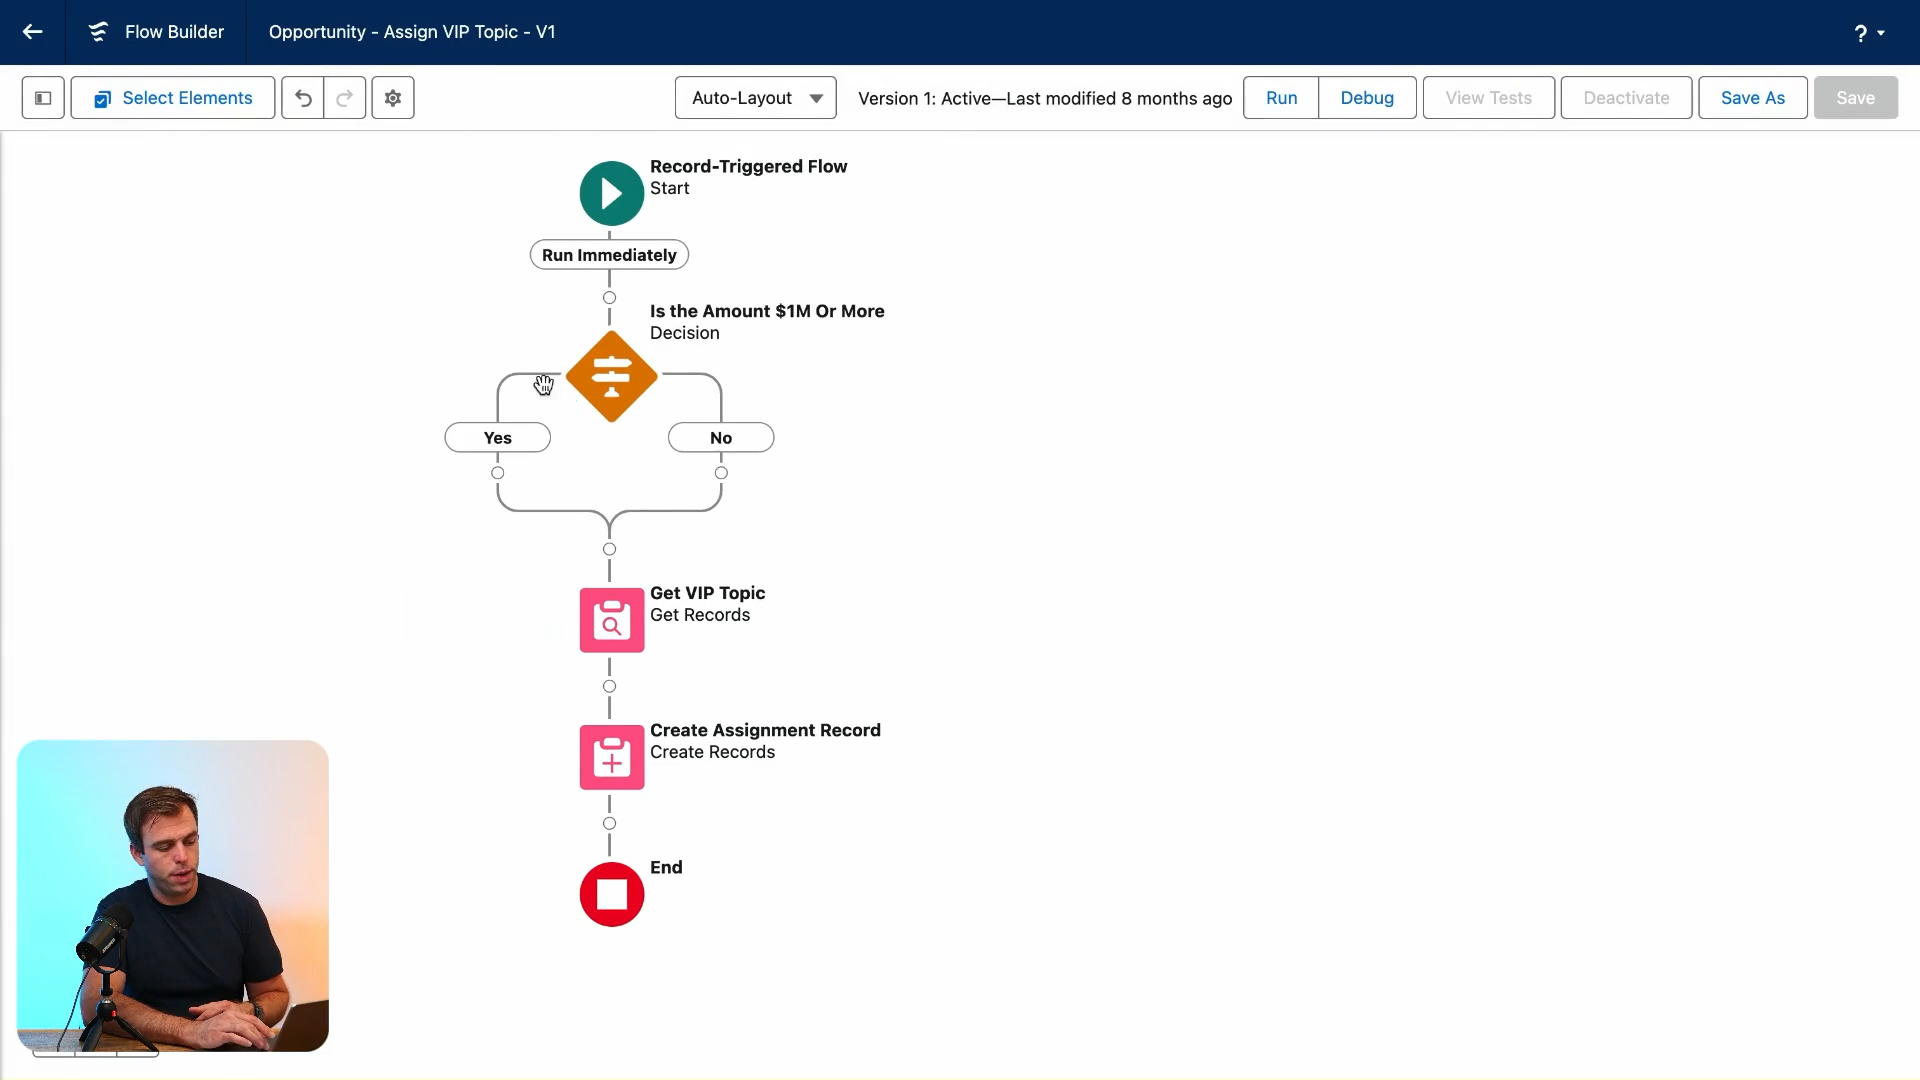 Flow Builder
Opportunity - Assign VIP Topic - V1
?
Select Elements
Auto-Layout
Version 1: Active—Last modified 8 months ago
Run
Debug
View Tests
Deactivate
Save As
Save
Record-Triggered Flow
Start
Run Immediately
Is the Amount $1M Or More
Decision
Yes
No
Get VIP Topic
Get Records
Create Assignment Record
Create Records
End